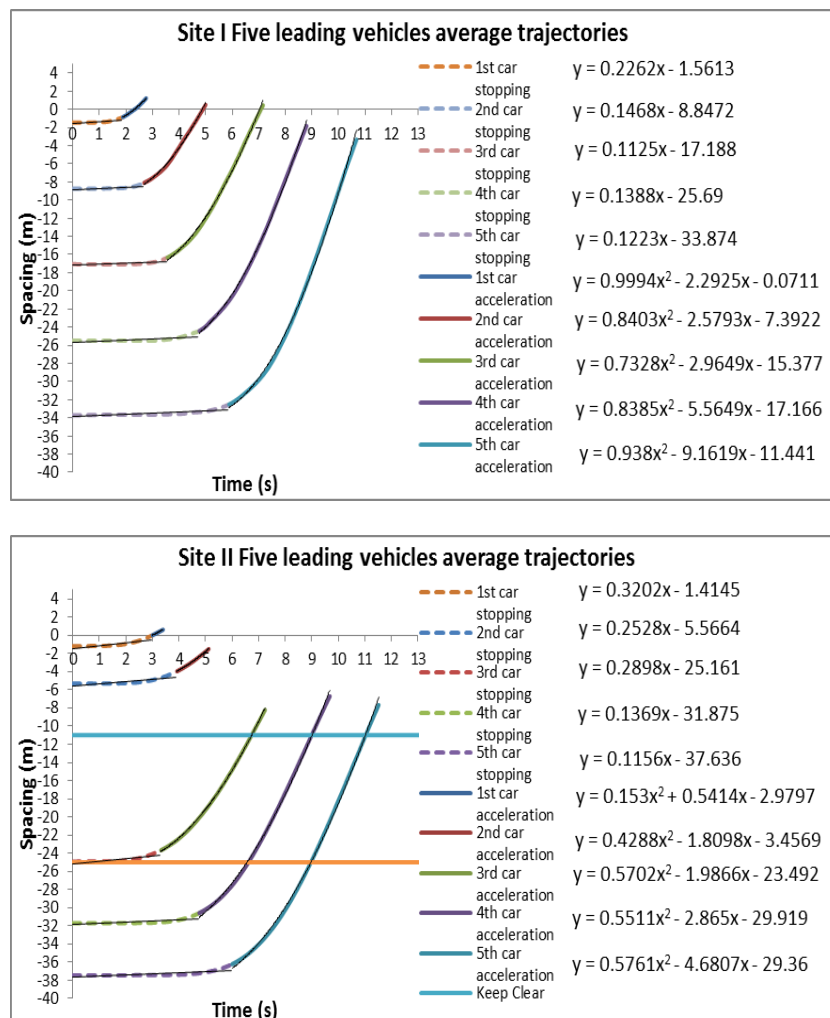 Site I Five leading vehicles average trajectories
4
2
0
-2
-4
-6
-8
-10
-12
-14
-16
-18
-20
-22
-24
-26
-28
-30
-32
-34
-36
-38
-40
Spacing (m)
0 1 2 3 4 5 6 7 8 9 10 11 12 13
Time (s)
1st car
stopping
2nd car
stopping
3rd car
stopping
4th car
stopping
5th car
stopping
1st car
acceleration
2nd car
acceleration
3rd car
acceleration
4th car
acceleration
5th car
acceleration
y = 0.2262x - 1.5613
y = 0.1468x - 8.8472
y = 0.1125x - 17.188
y = 0.1388x - 25.69
y = 0.1223x - 33.874
y = 0.9994x² - 2.2925x - 0.0711
y = 0.8403x² - 2.5793x - 7.3922
y = 0.7328x² - 2.9649x - 15.377
y = 0.8385x² - 5.5649x - 17.166
y = 0.938x² - 9.1619x - 11.441
Site II Five leading vehicles average trajectories
4
2
0
-2
-4
-6
-8
-10
-12
-14
-16
-18
-20
-22
-24
-26
-28
-30
-32
-34
-36
-38
-40
Spacing (m)
0 1 2 3 4 5 6 7 8 9 10 11 12 13
Time (s)
1st car
stopping
2nd car
stopping
3rd car
stopping
4th car
stopping
5th car
stopping
1st car
acceleration
2nd car
acceleration
3rd car
acceleration
4th car
acceleration
5th car
acceleration
Keep Clear
y = 0.3202x - 1.4145
y = 0.2528x - 5.5664
y = 0.2898x - 25.161
y = 0.1369x - 31.875
y = 0.1156x - 37.636
y = 0.153x² + 0.5414x - 2.9797
y = 0.4288x² - 1.8098x - 3.4569
y = 0.5702x² - 1.9866x - 23.492
y = 0.5511x² - 2.865x - 29.919
y = 0.5761x² - 4.6807x - 29.36